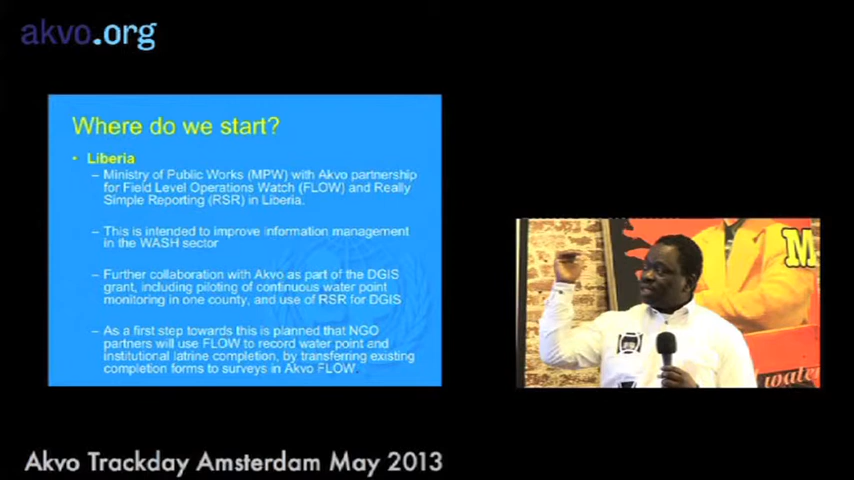 akvo.org
Where do we start?
• Liberia
– Ministry of Public Works (MPW) with Akvo partnership
for Field Level Operations Watch (FLOW) and Really
Simple Reporting (RSR) in Liberia.
– This is intended to improve information management
in the WASH sector
– Further collaboration with Akvo as part of the DGIS
grant, including piloting of continuous water point
monitoring in one county, and use of RSR for DGIS
– As a first step towards this is planned that NGO
partners will use FLOW to record water point and
institutional latrine completion, by transferring existing
completion forms to surveys in Akvo FLOW.
M
water
Akvo Trackday Amsterdam May 2013